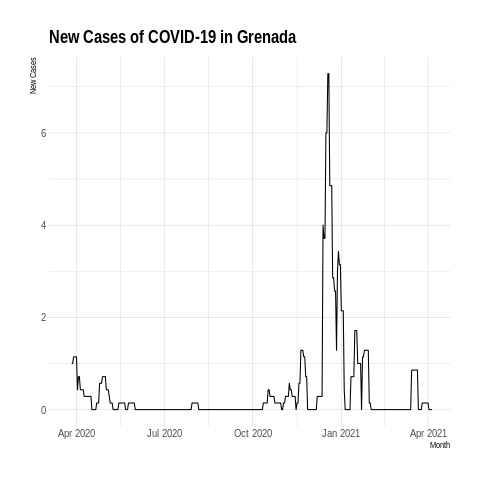 New Cases of COVID-19 in Grenada
New Cases
6
4
2
0
Apr 2020 Jul 2020 Oct 2020 Jan 2021 Apr 2021
Month